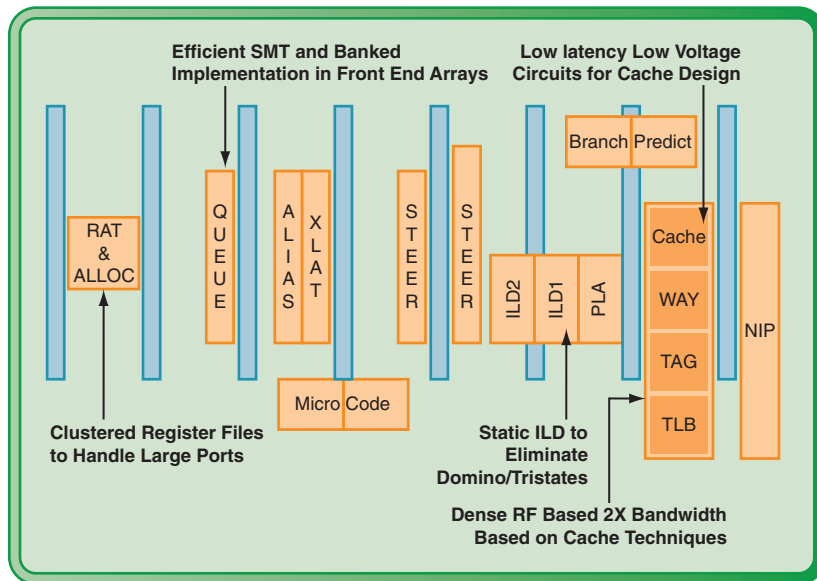 Efficient SMT and Banked
Implementation in Front End Arrays
Low latency Low Voltage
Circuits for Cache Design
Branch Predict
RAT
&
ALLOC
QUEUE
ALIAS
XLAT
STEER
STEER
ILD2
ILD1
PLA
Cache
WAY
TAG
TLB
NIP
Micro Code
Clustered Register Files
to Handle Large Ports
Static ILD to
Eliminate
Domino/Tristates
Dense RF Based 2X Bandwidth
Based on Cache Techniques